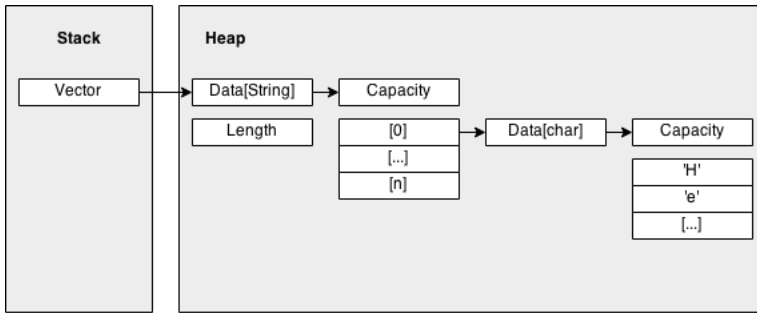 Stack
Heap
Vector
Data[String]
Capacity
Length
[0]
[...]
[n]
Data[char]
Capacity
'H'
'e'
[...]